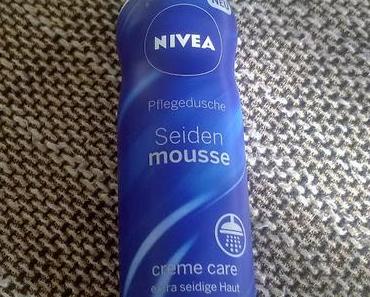 NEU
NIVEA
Pflegedusche
Seiden
mousse
creme care
extra seidige Haut